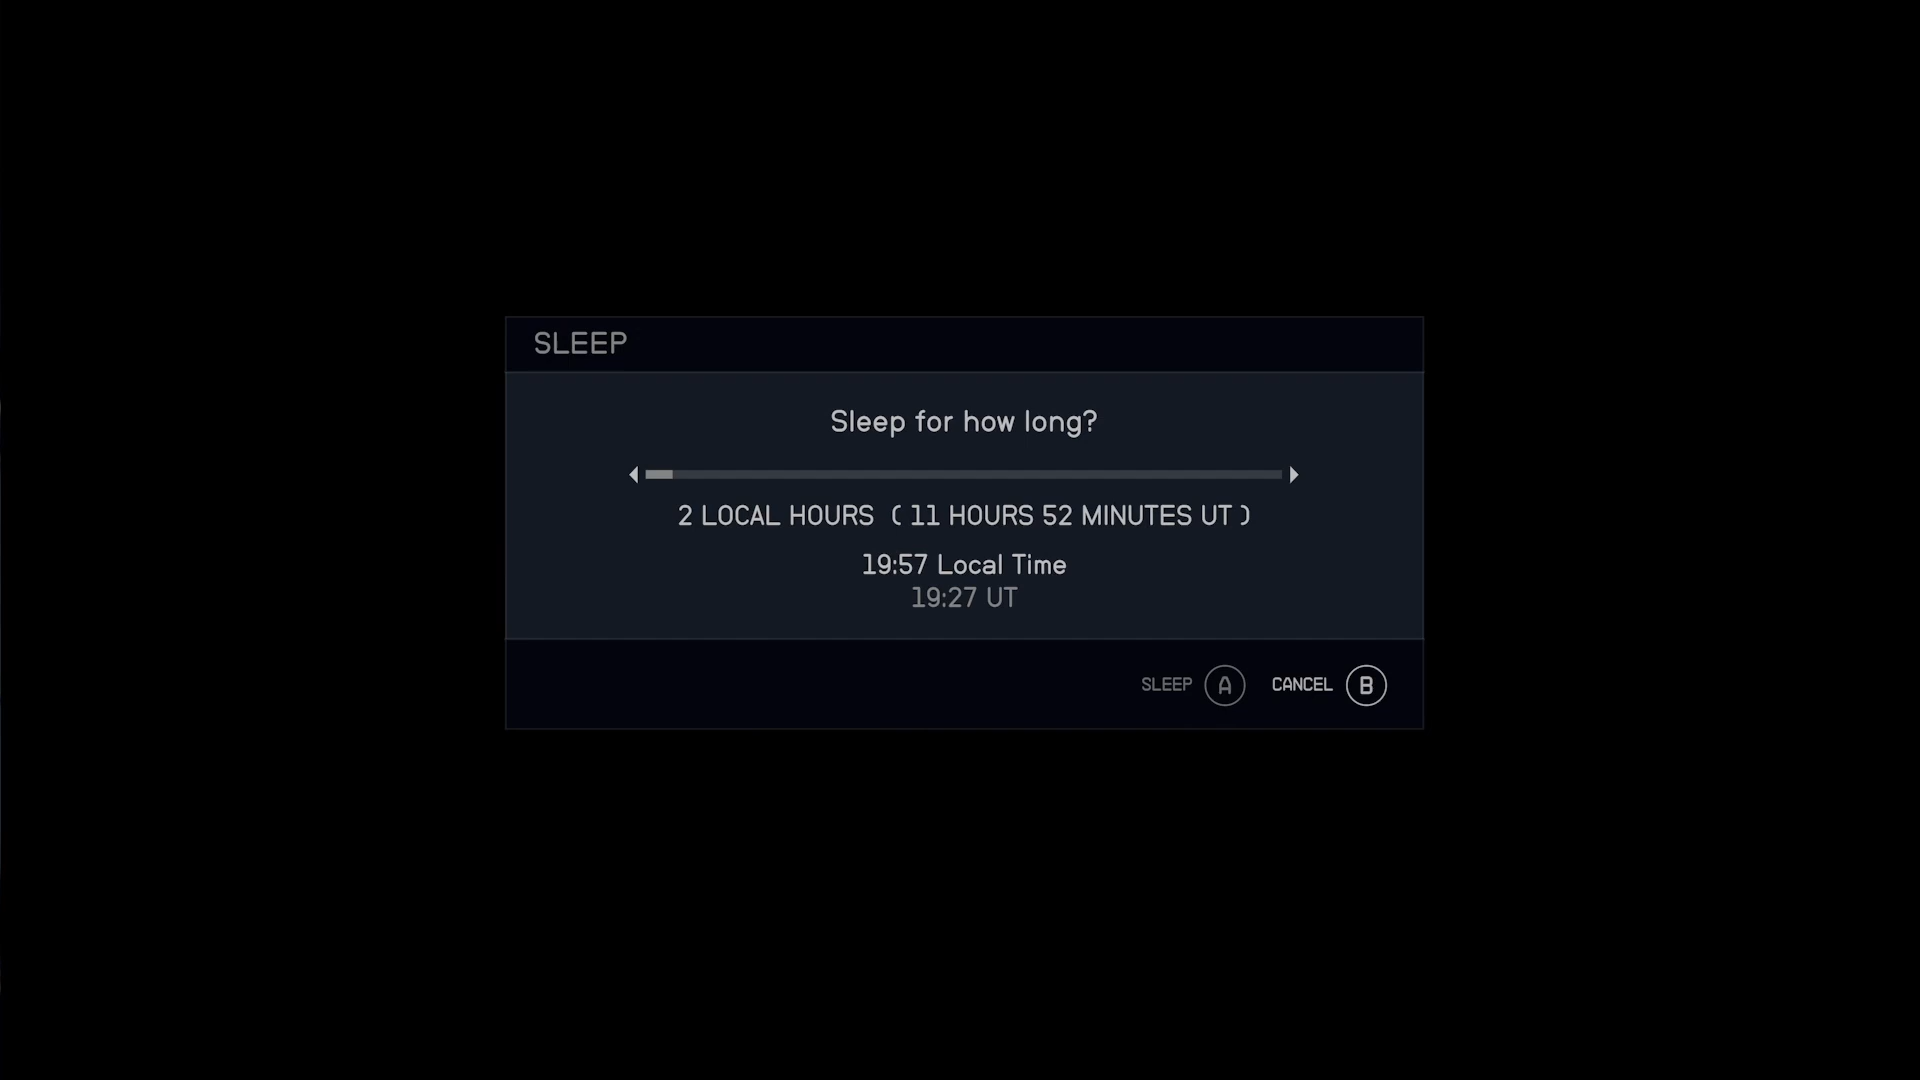 SLEEP
Sleep for how long?
2 LOCAL HOURS ( 11 HOURS 52 MINUTES UT )
19:57 Local Time
19:27 UT
SLEEP A CANCEL B